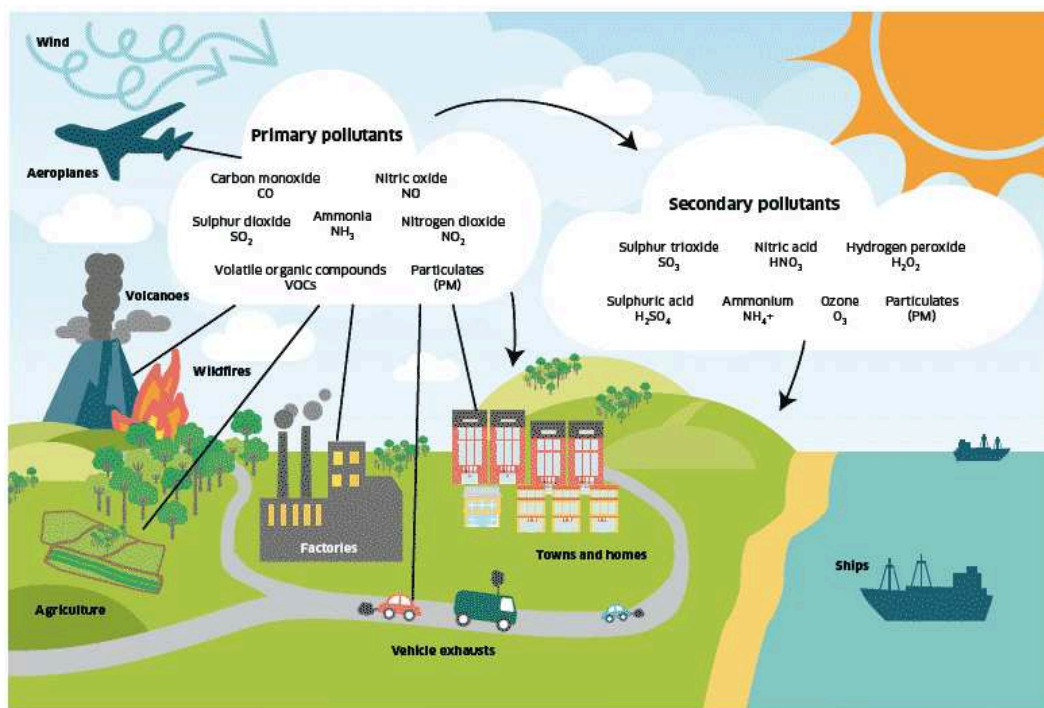 Wind
Aeroplanes
Primary pollutants
Carbon monoxide
CO
Nitric oxide
NO
Sulphur dioxide
SO₂
Ammonia
NH₃
Nitrogen dioxide
NO₂
Volatile organic compounds
VOCs
Particulates
(PM)
Secondary pollutants
Sulphur trioxide
SO₃
Nitric acid
HNO₃
Hydrogen peroxide
H₂O₂
Sulphuric acid
H₂SO₄
Ammonium
NH₄+
Ozone
O₃
Particulates
(PM)
Volcanoes
Wildfires
Factories
Towns and homes
Ships
Agriculture
Vehicle exhausts